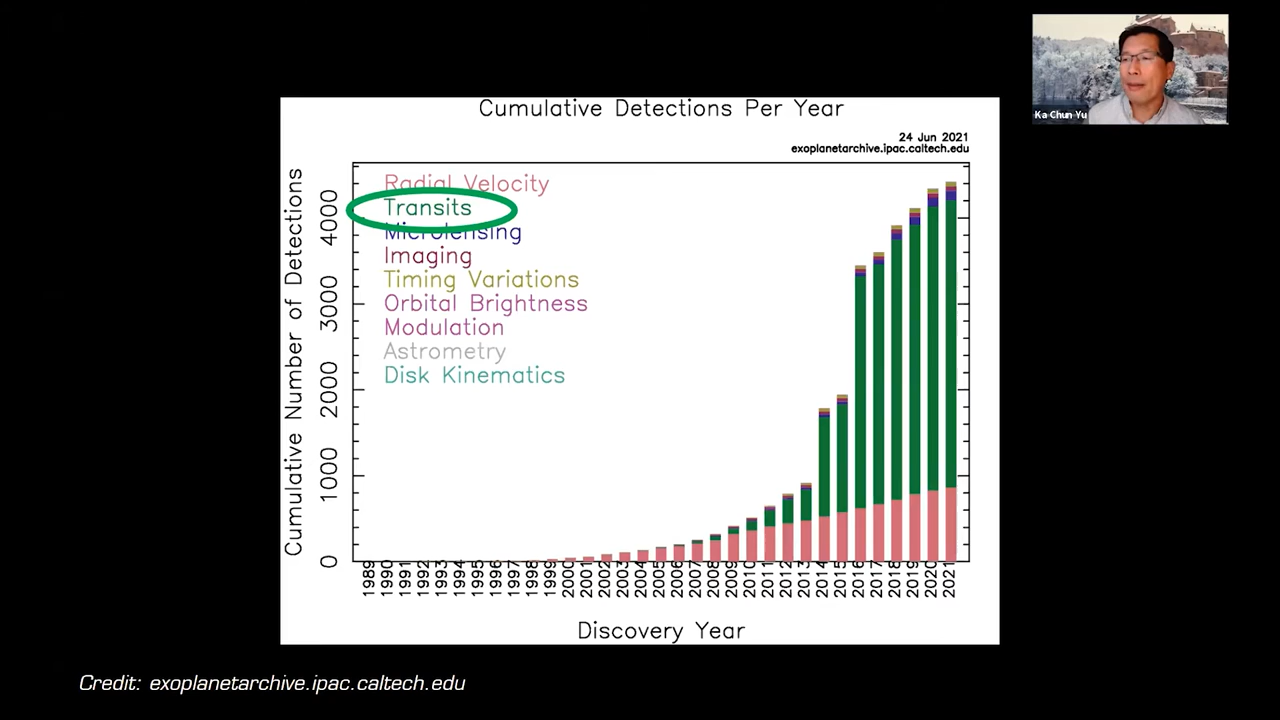 Ka Chun Yu
Cumulative Detections Per Year
24 Jun 2021
exoplanetarchive.ipac.caltech.edu
Cumulative Number of Detections
4000
3000
2000
1000
0
Radial Velocity
Transits
Microlensing
Imaging
Timing Variations
Orbital Brightness
Modulation
Astrometry
Disk Kinematics
1989 1990 1991 1992 1993 1994 1995 1996 1997 1998 1999 2000 2001 2002 2003 2004 2005 2006 2007 2008 2009 2010 2011 2012 2013 2014 2015 2016 2017 2018 2019 2020 2021
Discovery Year
Credit: exoplanetarchive.ipac.caltech.edu